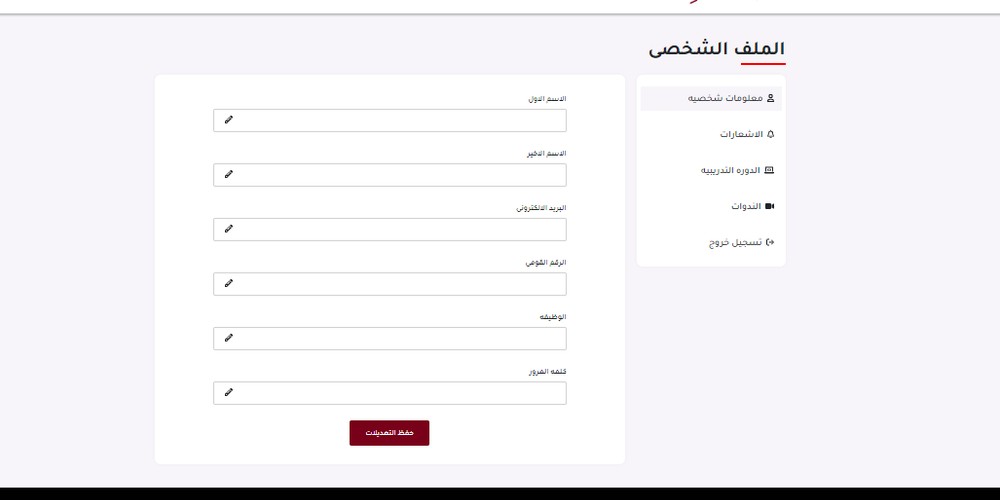 الملف الشخصى
معلومات شخصيه
الاشعارات
الدوره التدريبيه
الندوات
تسجيل خروج
الاسم الاول
الاسم الاخير
البريد الالكترونى
الرقم القومي
الوظيفه
كلمه المرور
حفظ التعديلات